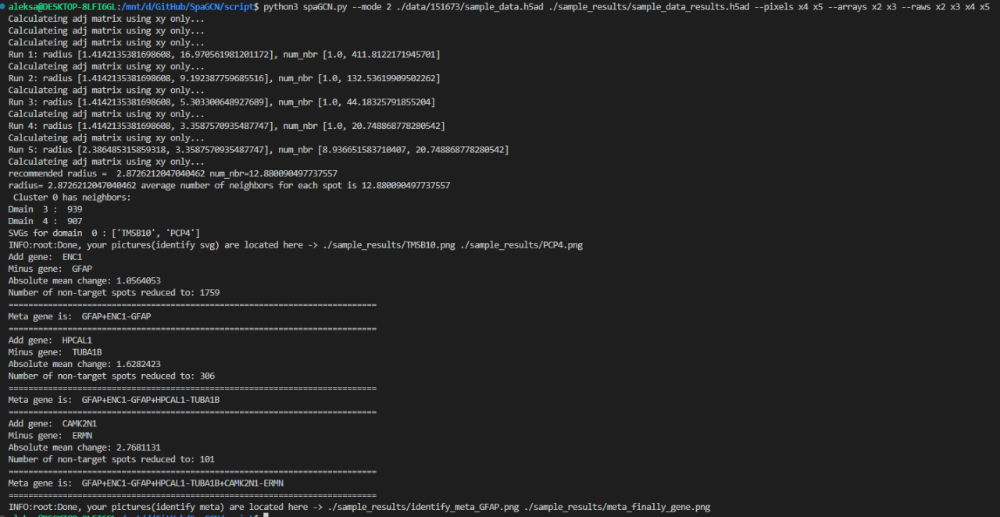 aleksa@DESKTOP-8LFI6GL:/mnt/d/GitHub/SpaGCN/script$ python3 spaGCN.py --mode 2 ./data/151673/sample_data.h5ad ./sample_results/sample_data_results.h5ad --pixels x4 x5 --arrays x2 x3 --raws x2 x3 x4 x5
Calculateing adj matrix using xy only...
Calculateing adj matrix using xy only...
Calculateing adj matrix using xy only...
Run 1: radius [1.4142135381698608, 16.970561981201172], num_nbr [1.0, 411.8122171945701]
Calculateing adj matrix using xy only...
Run 2: radius [1.4142135381698608, 9.192387759685516], num_nbr [1.0, 132.53619909502262]
Calculateing adj matrix using xy only...
Run 3: radius [1.4142135381698608, 5.303300648927689], num_nbr [1.0, 44.18325791855204]
Calculateing adj matrix using xy only...
Run 4: radius [1.4142135381698608, 3.3587570935487747], num_nbr [1.0, 20.748868778280542]
Calculateing adj matrix using xy only...
Run 5: radius [2.386485315859318, 3.3587570935487747], num_nbr [8.936651583710407, 20.748868778280542]
Calculateing adj matrix using xy only...
recommended radius =  2.8726212047040462 num_nbr=12.880090497737557
radius= 2.8726212047040462 average number of neighbors for each spot is 12.880090497737557
 Cluster 0 has neighbors:
Dmain  3 :  939
Dmain  4 :  907
SVGs for domain  0 : ['TMSB10', 'PCP4']
INFO:root:Done, your pictures(identify svg) are located here -> ./sample_results/TMSB10.png ./sample_results/PCP4.png
Add gene:  ENC1
Minus gene:  GFAP
Absolute mean change: 1.0564053
Number of non-target spots reduced to: 1759
===========================================================================
Meta gene is:  GFAP+ENC1-GFAP
===========================================================================
Add gene:  HPCAL1
Minus gene:  TUBA1B
Absolute mean change: 1.6282423
Number of non-target spots reduced to: 306
===========================================================================
Meta gene is:  GFAP+ENC1-GFAP+HPCAL1-TUBA1B
===========================================================================
Add gene:  CAMK2N1
Minus gene:  ERMN
Absolute mean change: 2.7681131
Number of non-target spots reduced to: 101
===========================================================================
Meta gene is:  GFAP+ENC1-GFAP+HPCAL1-TUBA1B+CAMK2N1-ERMN
===========================================================================
INFO:root:Done, your pictures(identify meta) are located here -> ./sample_results/identify_meta_GFAP.png ./sample_results/meta_finally_gene.png
aleksa@DESKTOP-8LFI6GL:/mnt/d/GitHub/SpaGCN/script$